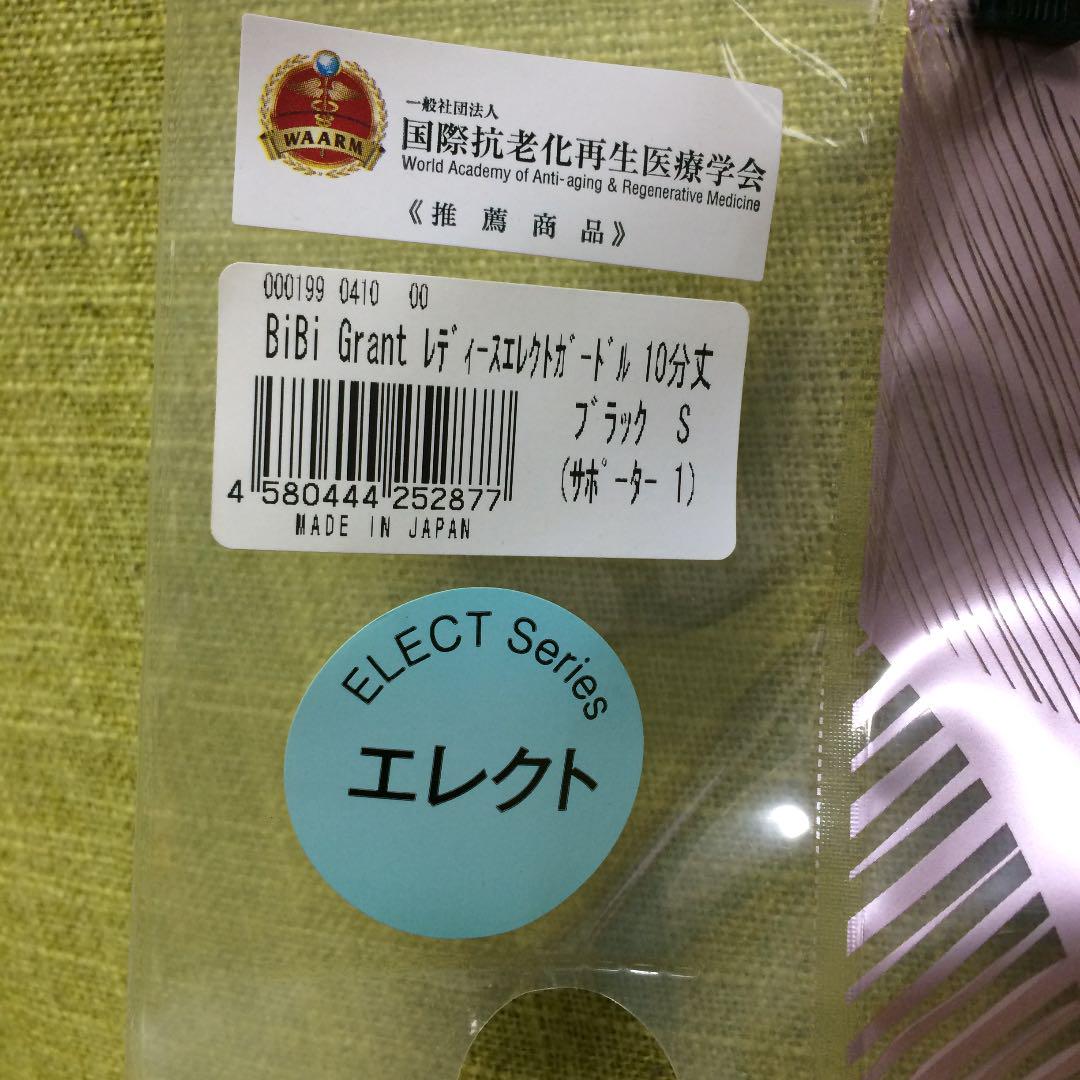 WAARM
一般社団法人
国際抗老化再生医療学会
World Academy of Anti-aging & Regenerative Medicine
《推薦商品》
000199 0410 00
BiBi Grant ﾚﾃﾞｨｰｽｴﾚｸﾄｶﾞｰﾄﾞﾙ 10分丈
ﾌﾞﾗｯｸ S
(ｻﾎﾟｰﾀｰ 1)
4 580444 252877
MADE IN JAPAN
ELECT Series
エレクト